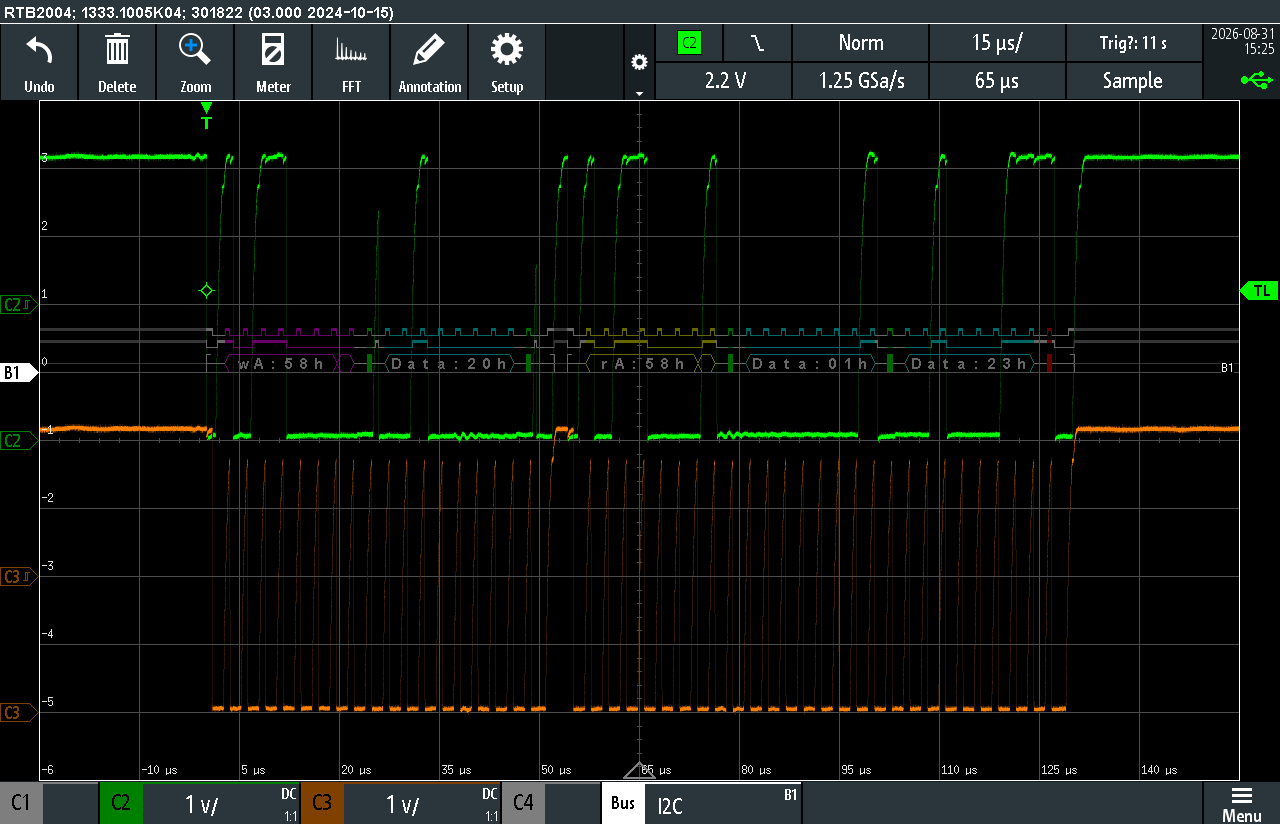 RTB2004; 1333.1005K04; 301822 (03.000 2024-10-15)
Undo
Delete
Zoom
Meter
FFT
Annotation
Setup
C2
Norm
15 µs/
Trig?: 11 s
2.2 V
1.25 GSa/s
65 µs
Sample
2026-08-31
15:25
T
3
2
1
C2
TL
wA:58h
Data:20h
rA:58h
Data:01h
Data:23h
0
B1
B1
-1
C2
-2
-3
C3
-4
-5
C3
-6
-10 µs
5 µs
20 µs
35 µs
50 µs
65 µs
80 µs
95 µs
110 µs
125 µs
140 µs
C1
C2
1 V/
DC
1:1
C3
1 V/
DC
1:1
C4
Bus
I2C
B1
Menu